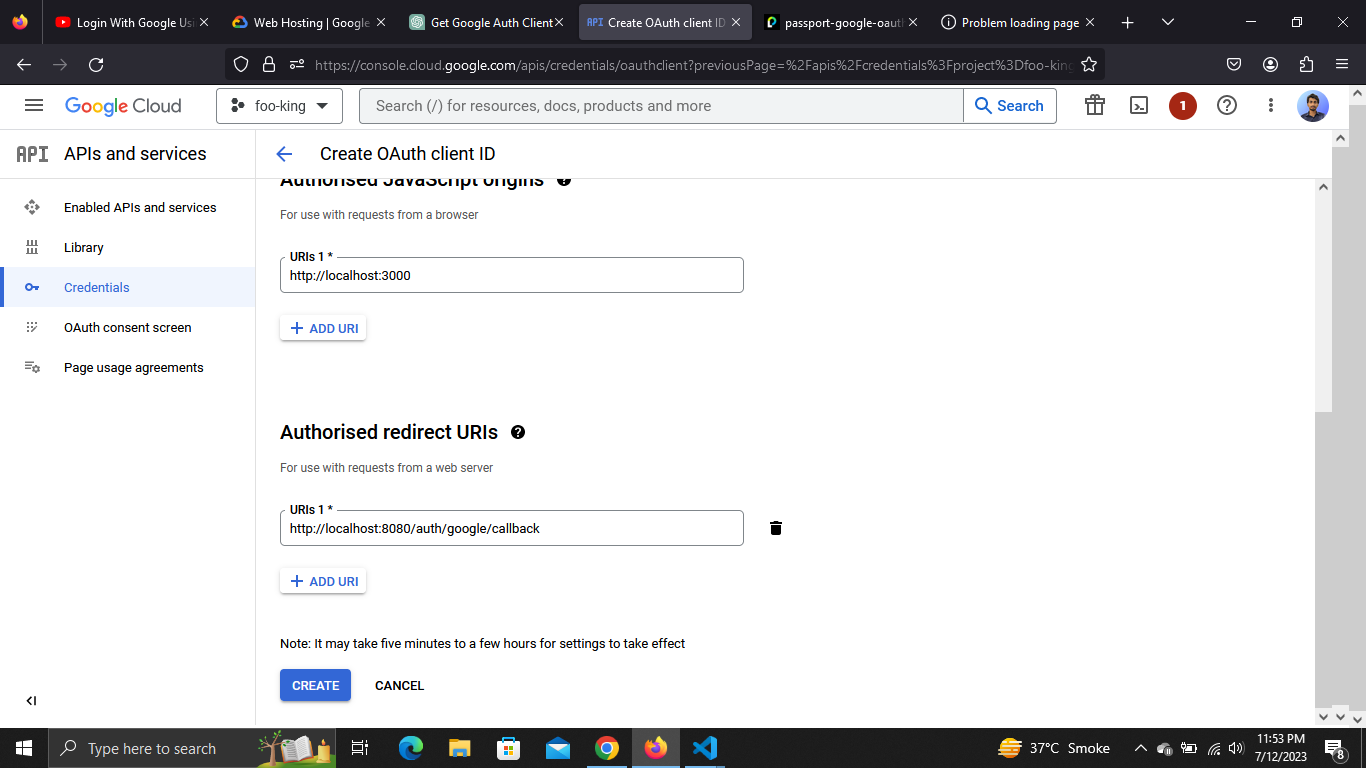 Login With Google Usi
Web Hosting | Google
Get Google Auth Client
API Create OAuth client ID
passport-google-oauth
Problem loading page
https://console.cloud.google.com/apis/credentials/oauthclient?previousPage=%2Fapis%2Fcredentials%3Fproject%3Dfoo-king
Google Cloud
foo-king
Search (/) for resources, docs, products and more
Search
1
API APIs and services
Create OAuth client ID
Enabled APIs and services
Library
Credentials
OAuth consent screen
Page usage agreements
Authorised JavaScript origins
For use with requests from a browser
URIs 1 *
http://localhost:3000
+ ADD URI
Authorised redirect URIs
For use with requests from a web server
URIs 1 *
http://localhost:8080/auth/google/callback
+ ADD URI
Note: It may take five minutes to a few hours for settings to take effect
CREATE
CANCEL
Type here to search
37°C Smoke
11:53 PM
7/12/2023
8